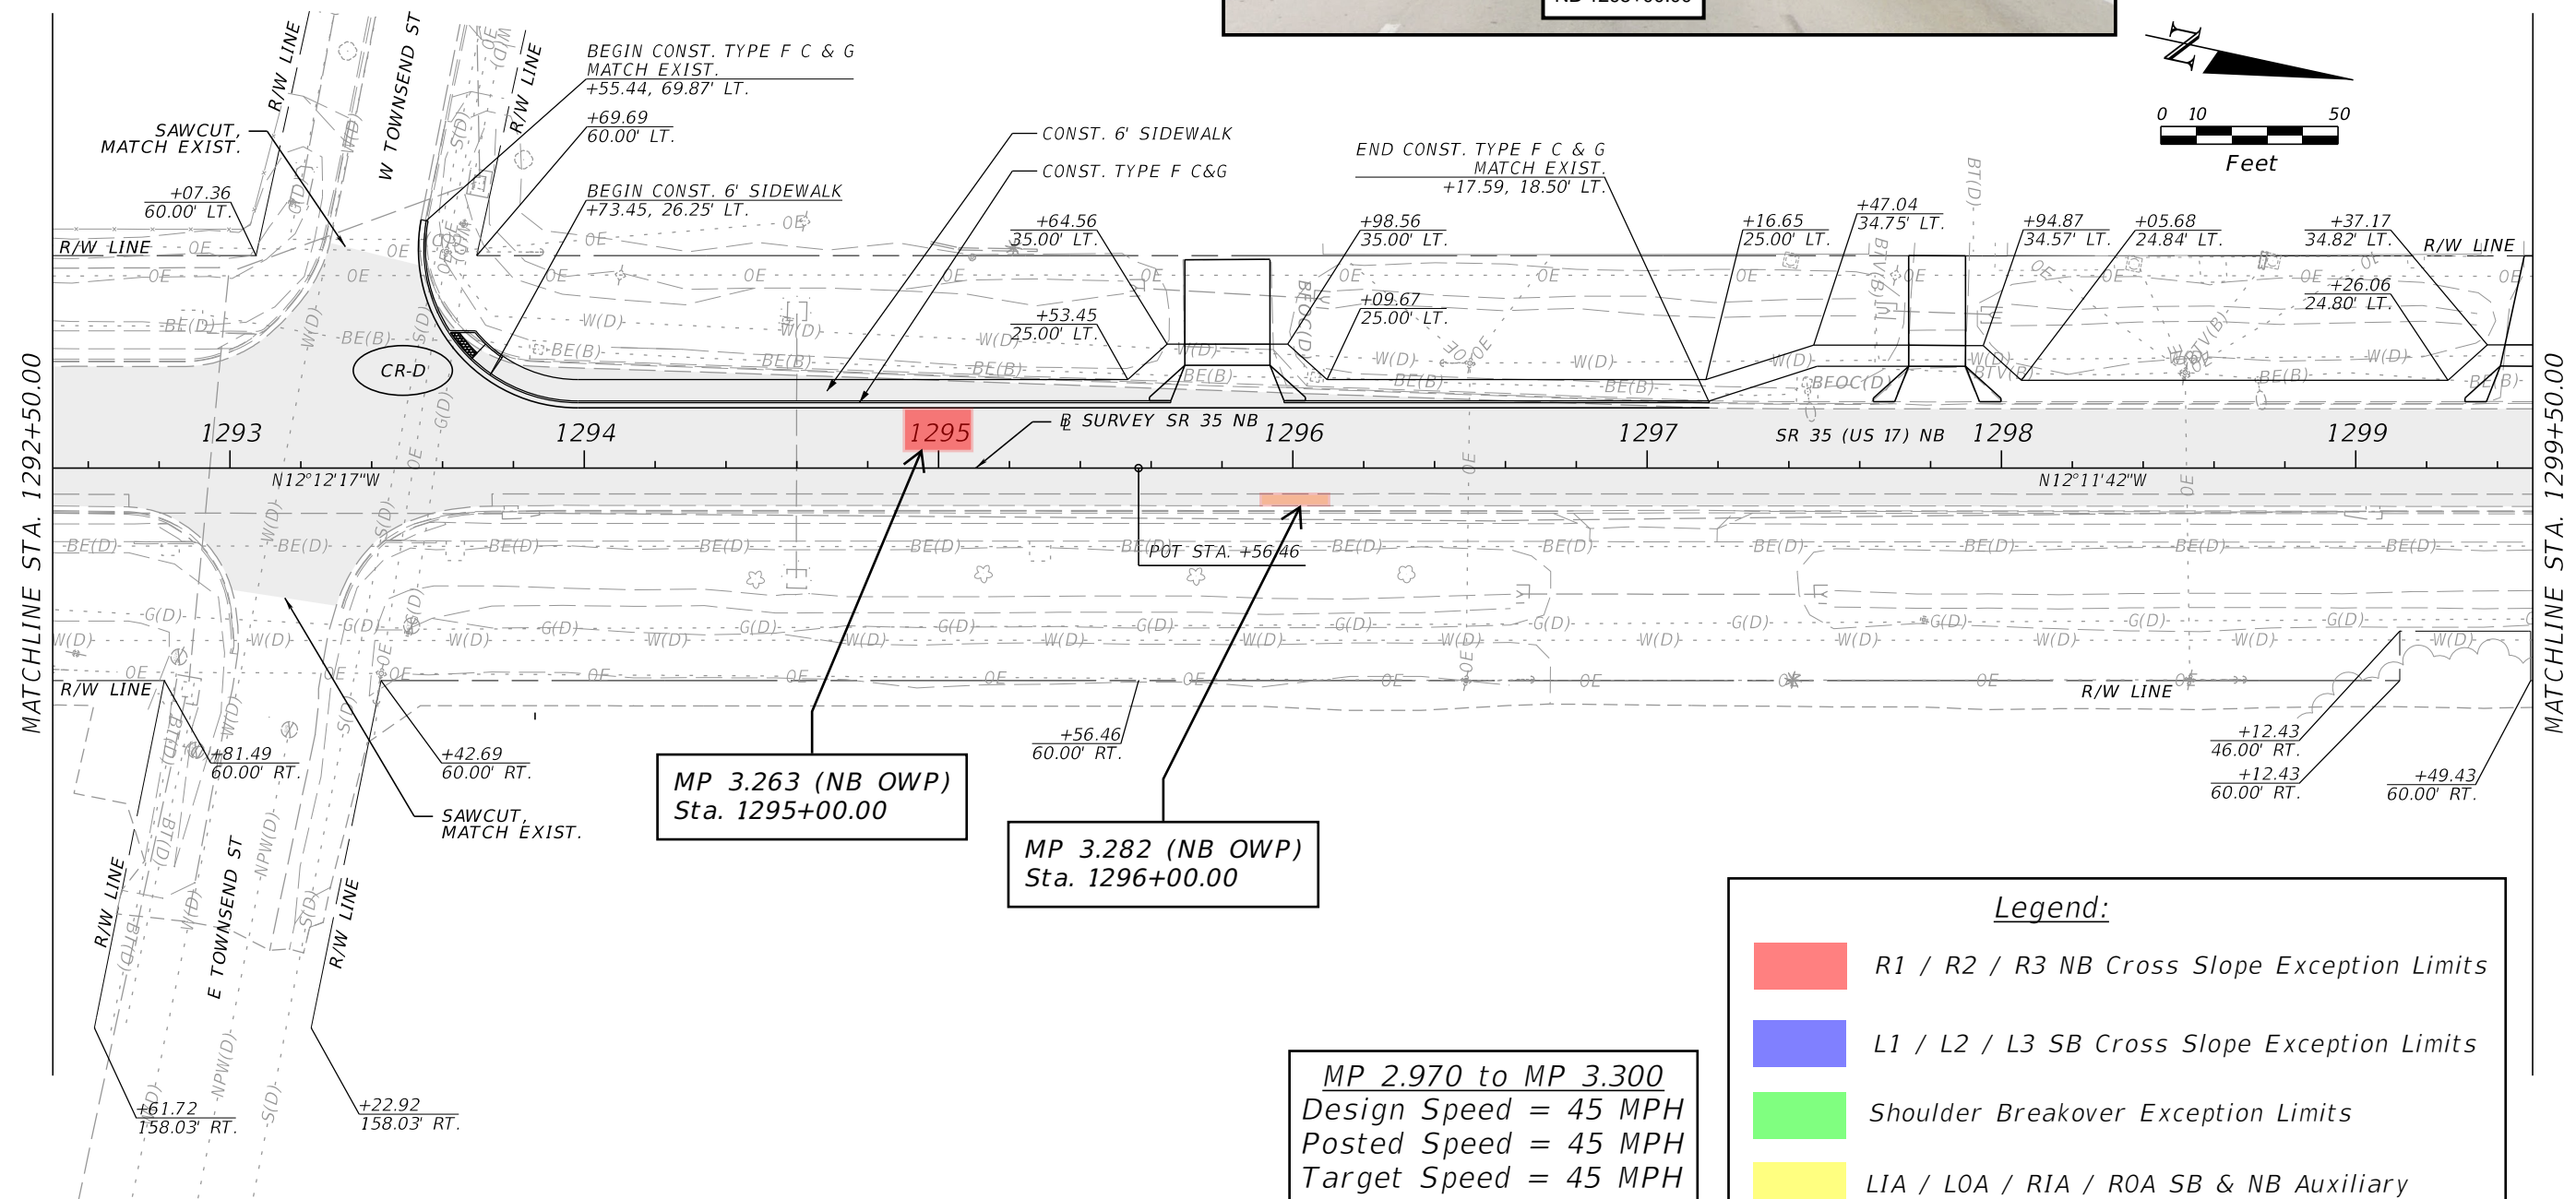 R/W LINE
W TOWNSEND ST
R/W LINE
BEGIN CONST. TYPE F C & G
MATCH EXIST.
+55.44, 69.87' LT.
+69.69
60.00' LT.
SAWCUT,
MATCH EXIST.
+07.36
60.00' LT.
R/W LINE
BEGIN CONST. 6' SIDEWALK
+73.45, 26.25' LT.
CONST. 6' SIDEWALK
CONST. TYPE F C&G
END CONST. TYPE F C & G
MATCH EXIST.
+17.59, 18.50' LT.
+64.56
35.00' LT.
+53.45
25.00' LT.
+98.56
35.00' LT.
+09.67
25.00' LT.
+16.65
25.00' LT.
+47.04
34.75' LT.
+94.87
34.57' LT.
+05.68
24.84' LT.
+37.17
34.82' LT.
+26.06
24.80' LT.
R/W LINE
N
0 10 50
Feet
CR-D
MATCHLINE STA. 1292+50.00
1293 1294 1295 1296 1297 1298 1299
BL SURVEY SR 35 NB
SR 35 (US 17) NB
N12°12'17"W
N12°11'42"W
MATCHLINE STA. 1299+50.00
POT STA. +56.46
R/W LINE
+81.49
60.00' RT.
+42.69
60.00' RT.
SAWCUT,
MATCH EXIST.
+56.46
60.00' RT.
R/W LINE
+12.43
46.00' RT.
+12.43
60.00' RT.
+49.43
60.00' RT.
MP 3.263 (NB OWP)
Sta. 1295+00.00
MP 3.282 (NB OWP)
Sta. 1296+00.00
R/W LINE
E TOWNSEND ST
R/W LINE
+61.72
158.03' RT.
+22.92
158.03' RT.
MP 2.970 to MP 3.300
Design Speed = 45 MPH
Posted Speed = 45 MPH
Target Speed = 45 MPH
Legend:
R1 / R2 / R3 NB Cross Slope Exception Limits
L1 / L2 / L3 SB Cross Slope Exception Limits
Shoulder Breakover Exception Limits
LIA / LOA / RIA / ROA SB & NB Auxiliary